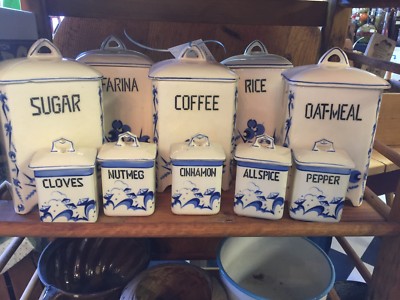 SUGAR
FARINA
COFFEE
RICE
OAT-MEAL
CLOVES
NUTMEG
CINNAMON
ALLSPICE
PEPPER